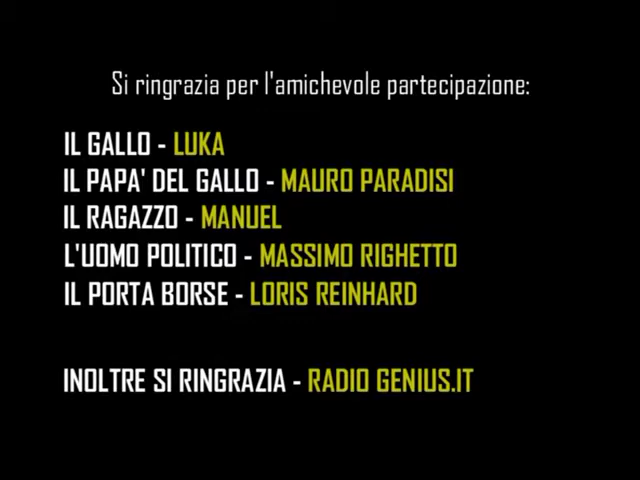 Si ringrazia per l'amichevole partecipazione:
IL GALLO - LUKA
IL PAPA' DEL GALLO - MAURO PARADISI
IL RAGAZZO - MANUEL
L'UOMO POLITICO - MASSIMO RIGHETTO
IL PORTA BORSE - LORIS REINHARD
INOLTRE SI RINGRAZIA - RADIO GENIUS.IT